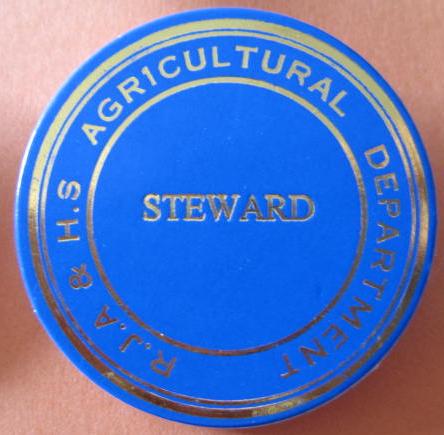 R.J.A & H.S AGRICULTURAL DEPARTMENT
STEWARD